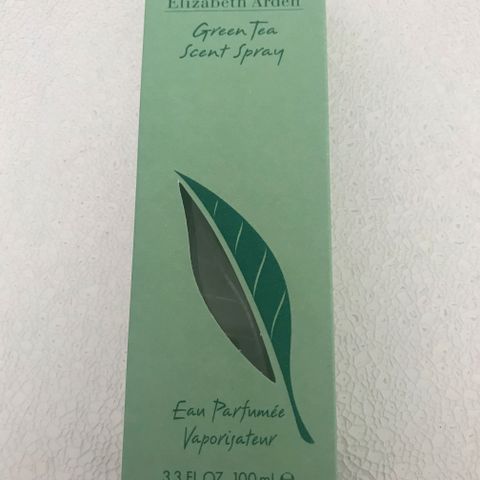 Elizabeth Arden
Green Tea
Scent Spray
Eau Parfumée
Vaporisateur
3.3 FL.OZ. 100 ml ℮